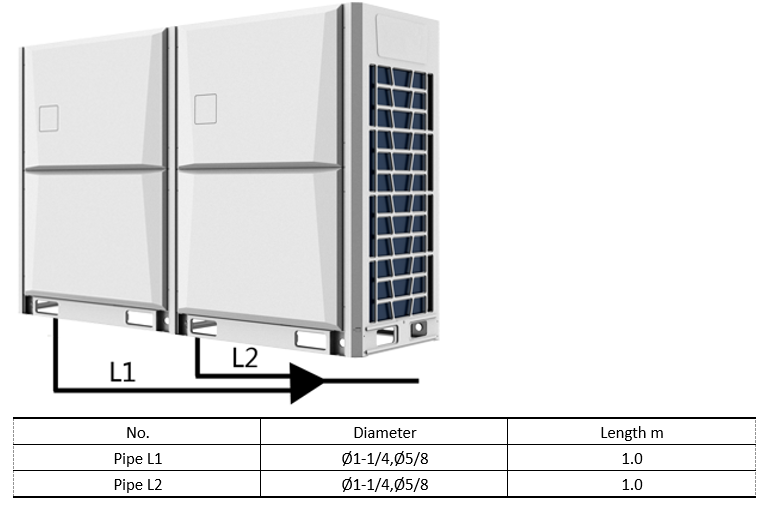 L1
L2
No. Diameter Length m
Pipe L1 Ø1-1/4,Ø5/8 1.0
Pipe L2 Ø1-1/4,Ø5/8 1.0